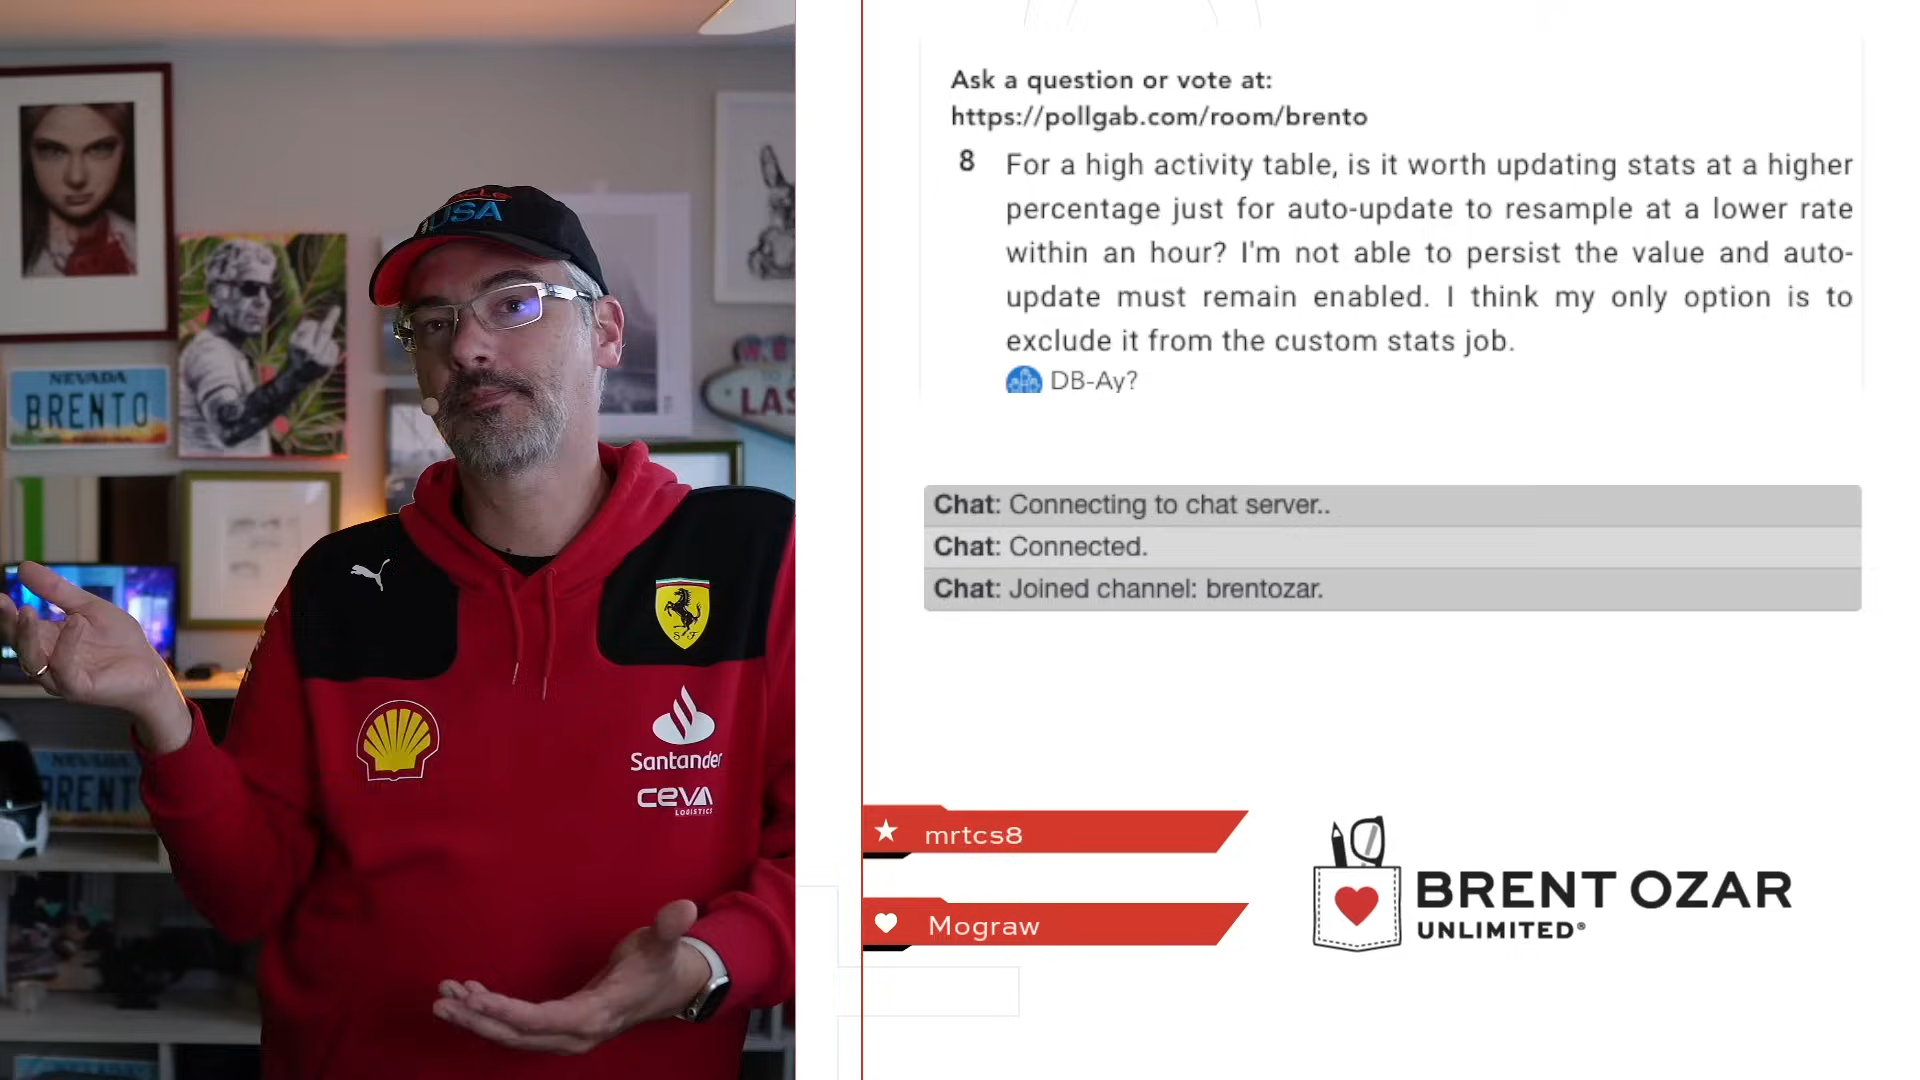 NEVADA
BRENTO
USA
LAS
S F
Santander
CEVA
LOGISTICS
NEVADA
BRENT
Ask a question or vote at:
https://pollgab.com/room/brento
8
For a high activity table, is it worth updating stats at a higher
percentage just for auto-update to resample at a lower rate
within an hour? I'm not able to persist the value and auto-
update must remain enabled. I think my only option is to
exclude it from the custom stats job.
DB-Ay?
Chat: Connecting to chat server..
Chat: Connected.
Chat: Joined channel: brentozar.
mrtcs8
Mograw
BRENT OZAR
UNLIMITED®